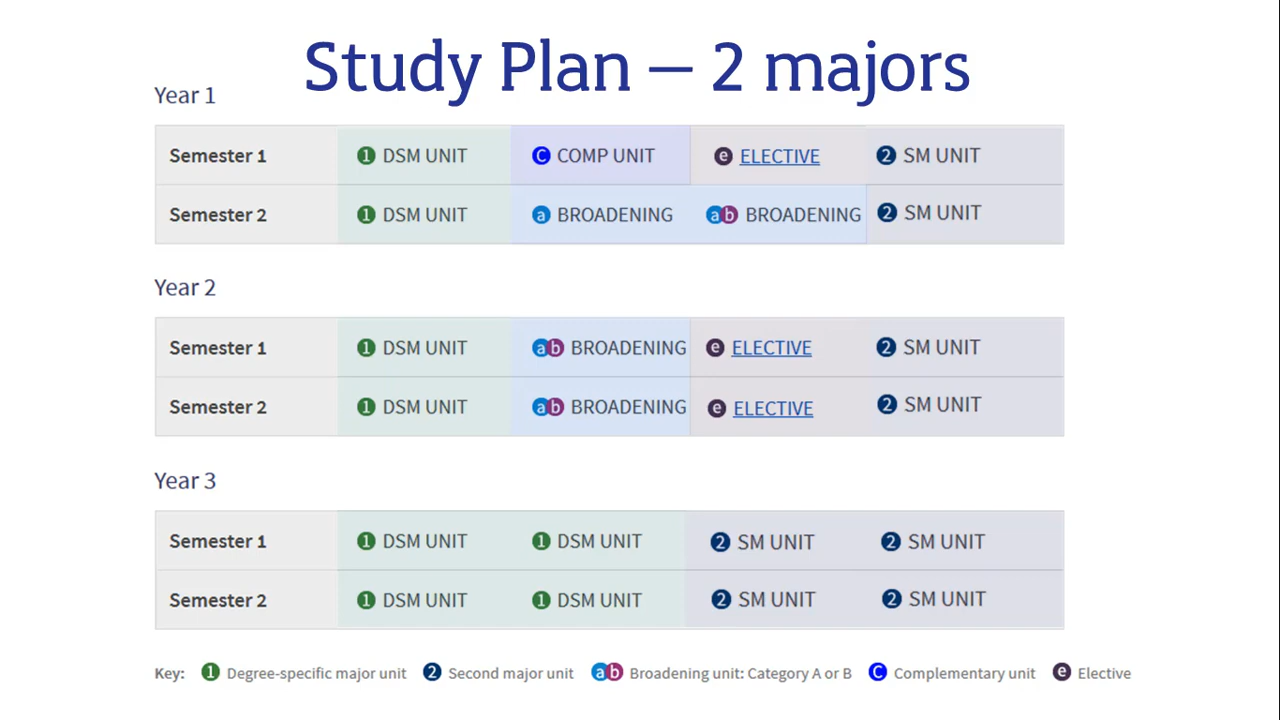 Study Plan – 2 majors
Year 1
Semester 1 1 DSM UNIT C COMP UNIT e ELECTIVE 2 SM UNIT
Semester 2 1 DSM UNIT a BROADENING ab BROADENING 2 SM UNIT
Year 2
Semester 1 1 DSM UNIT ab BROADENING e ELECTIVE 2 SM UNIT
Semester 2 1 DSM UNIT ab BROADENING e ELECTIVE 2 SM UNIT
Year 3
Semester 1 1 DSM UNIT 1 DSM UNIT 2 SM UNIT 2 SM UNIT
Semester 2 1 DSM UNIT 1 DSM UNIT 2 SM UNIT 2 SM UNIT
Key: 1 Degree-specific major unit 2 Second major unit ab Broadening unit: Category A or B C Complementary unit e Elective